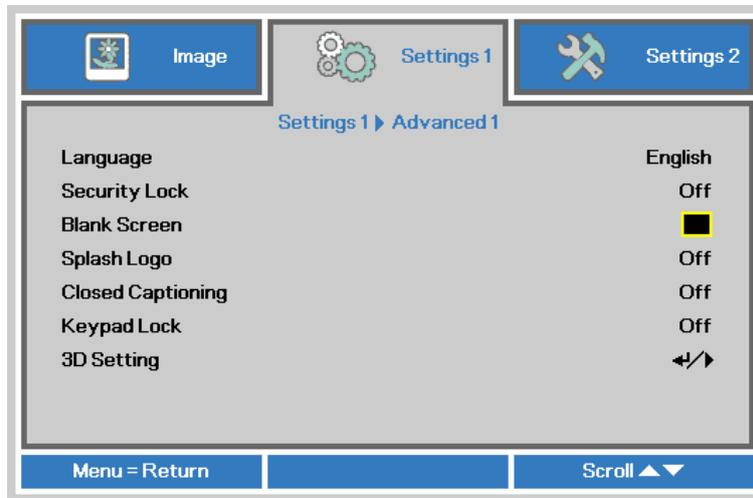 Image
Settings 1
Settings 2
Settings 1 Advanced 1
Language English
Security Lock Off
Blank Screen
Splash Logo Off
Closed Captioning Off
Keypad Lock Off
3D Setting
Menu = Return
Scroll